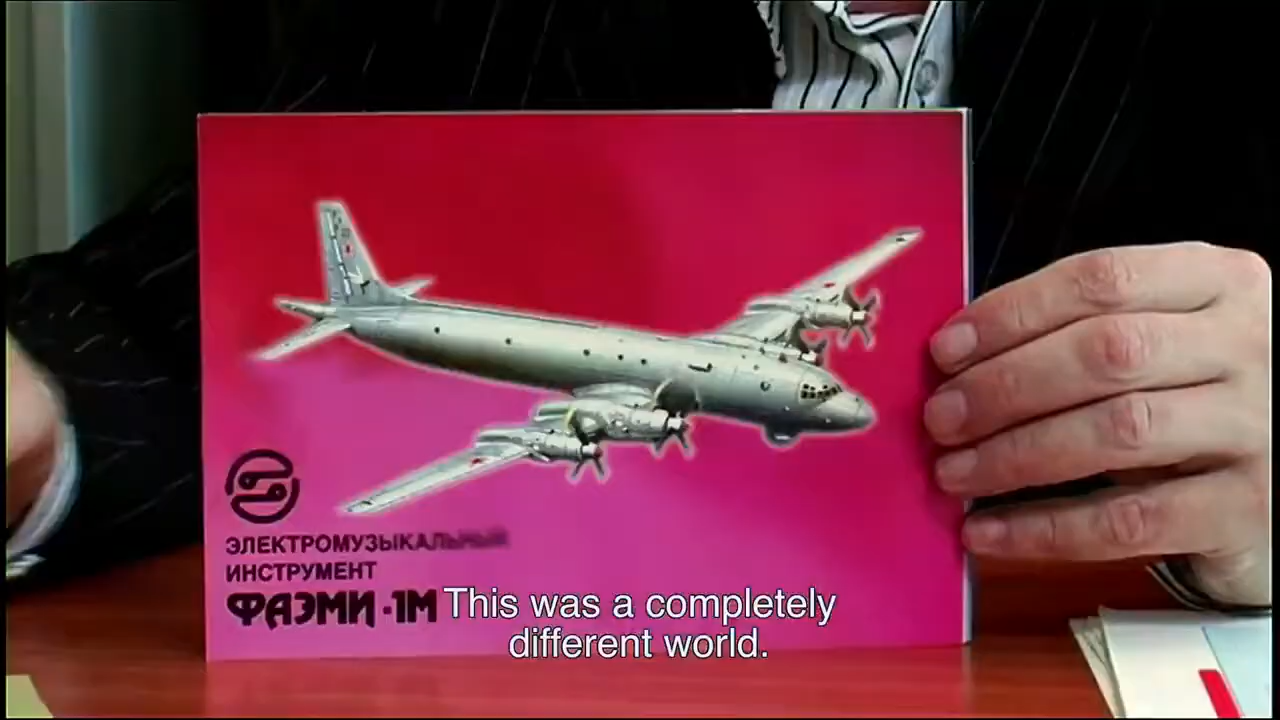 ЭЛЕКТРОМУЗЫКАЛЬНЫЙ
ИНСТРУМЕНТ
ФАЭМИ-1М
This was a completely
different world.